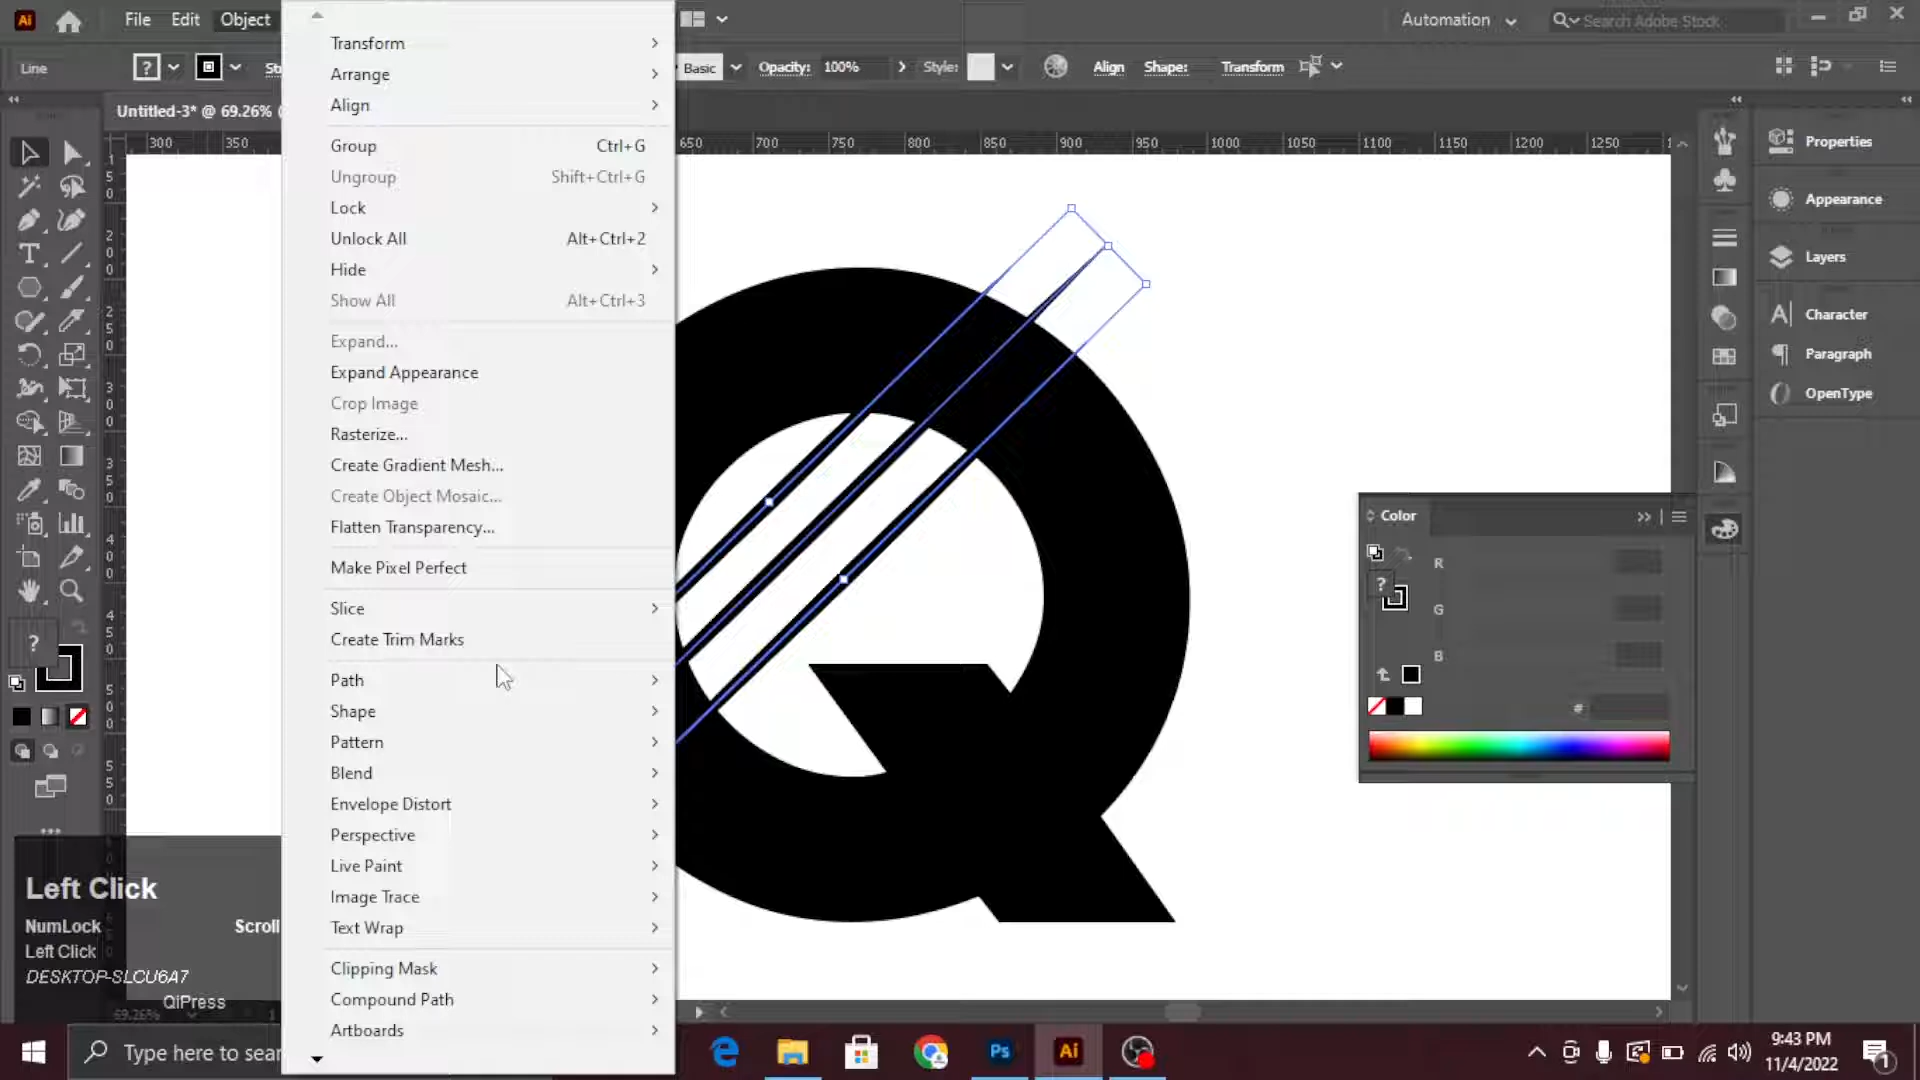 Ai File Edit Object
Automation
Search Adobe Stock
Line ? St
Basic Opacity: 100% Style: Align Shape: Transform
Untitled-3* @ 69.26%
300 350 650 700 750 800 850 900 950 1000 1050 1100 1150 1200 1250
Transform
Arrange
Align
Group Ctrl+G
Ungroup Shift+Ctrl+G
Lock
Unlock All Alt+Ctrl+2
Hide
Show All Alt+Ctrl+3
Expand...
Expand Appearance
Crop Image
Rasterize...
Create Gradient Mesh...
Create Object Mosaic...
Flatten Transparency...
Make Pixel Perfect
Slice
Create Trim Marks
Path
Shape
Pattern
Blend
Envelope Distort
Perspective
Live Paint
Image Trace
Text Wrap
Clipping Mask
Compound Path
Artboards
Q
Properties
Appearance
Layers
Character
Paragraph
OpenType
Color
?
R
G
B
#
?
Left Click
NumLock Scroll
Left Click
DESKTOP-SLCU6A7
QiPress
69.26% 1
Type here to sear
Ps Ai
9:43 PM
11/4/2022
1